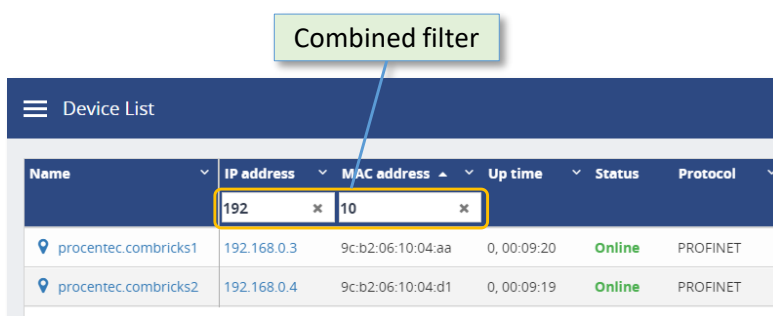 Combined filter
Device List
Name IP address MAC address Up time Status Protocol
192 10
procentec.combricks1 192.168.0.3 9c:b2:06:10:04:aa 0, 00:09:20 Online PROFINET
procentec.combricks2 192.168.0.4 9c:b2:06:10:04:d1 0, 00:09:19 Online PROFINET